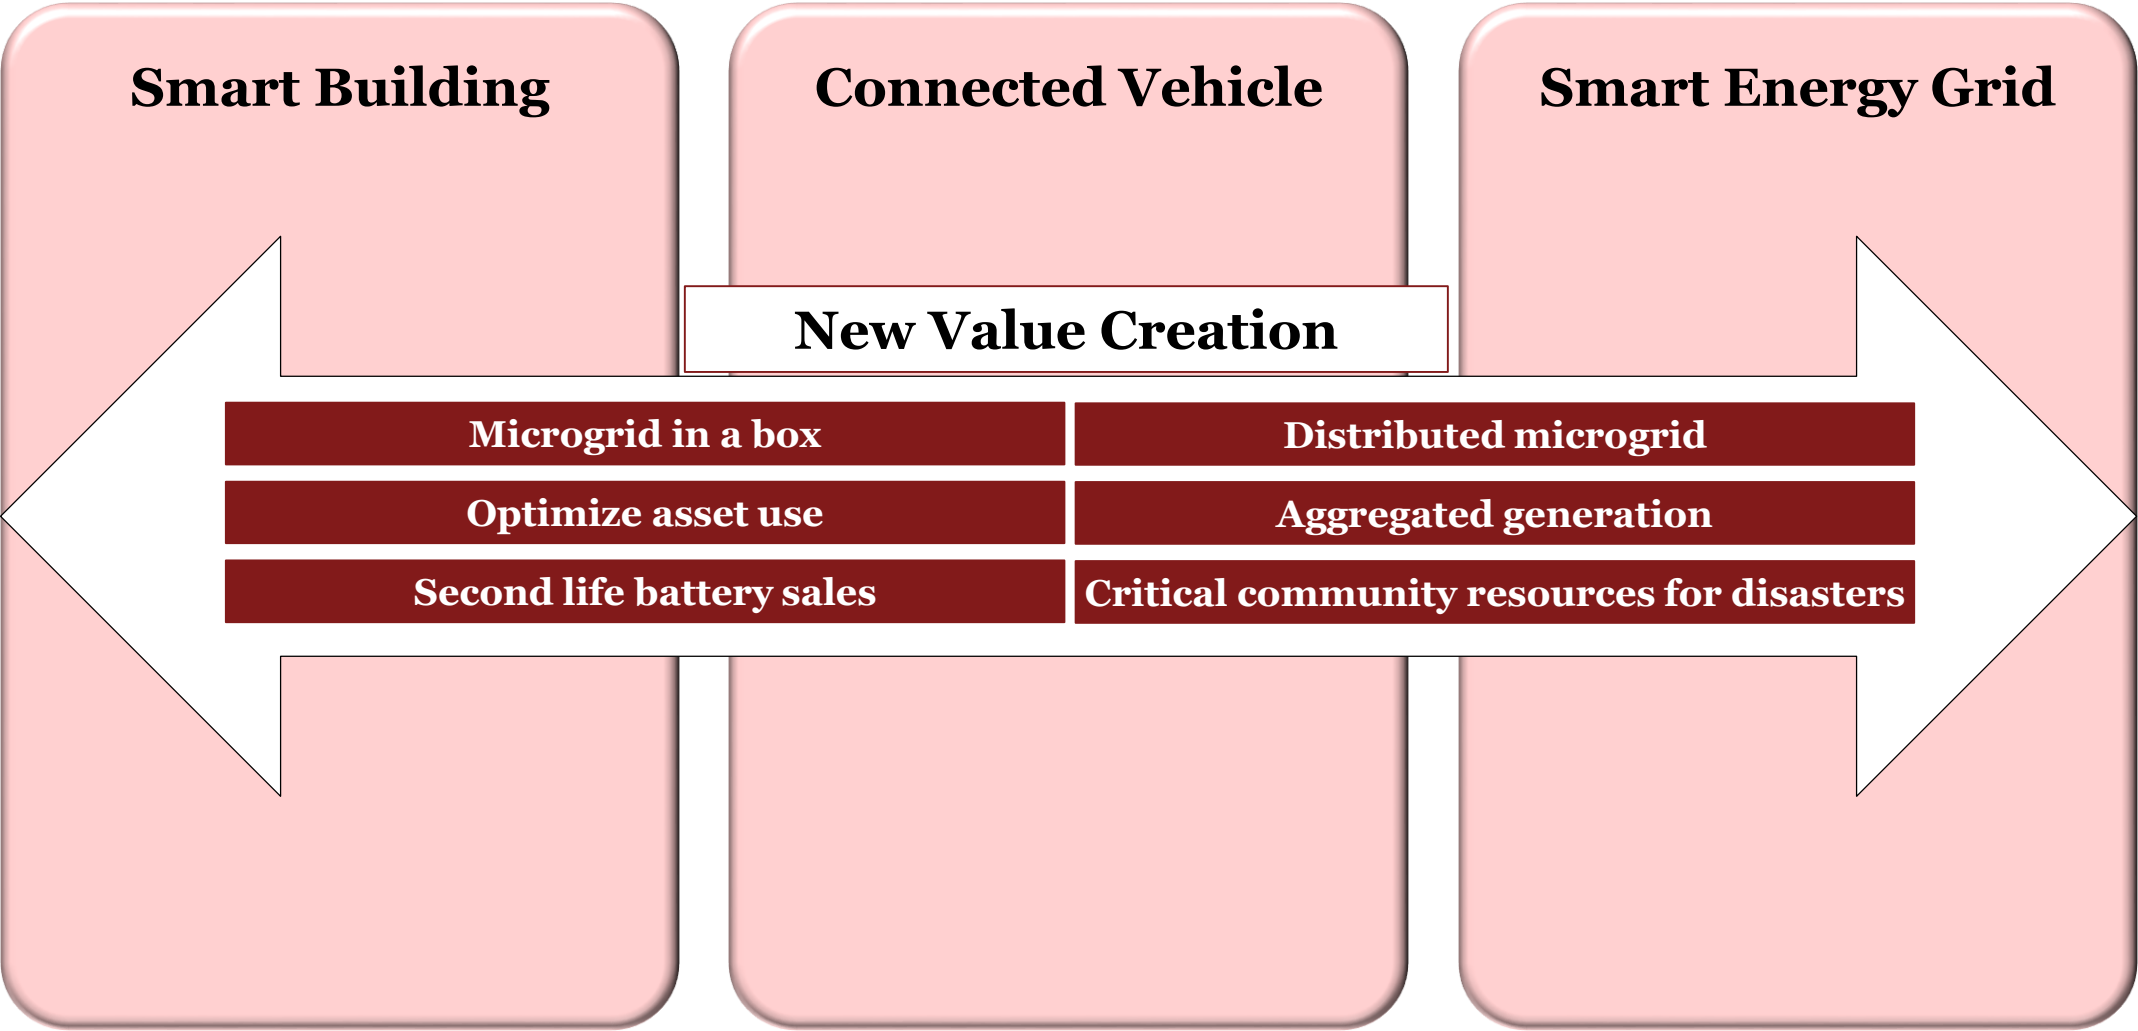 Smart Building
Connected Vehicle
Smart Energy Grid
New Value Creation
Microgrid in a box
Distributed microgrid
Optimize asset use
Aggregated generation
Second life battery sales
Critical community resources for disasters